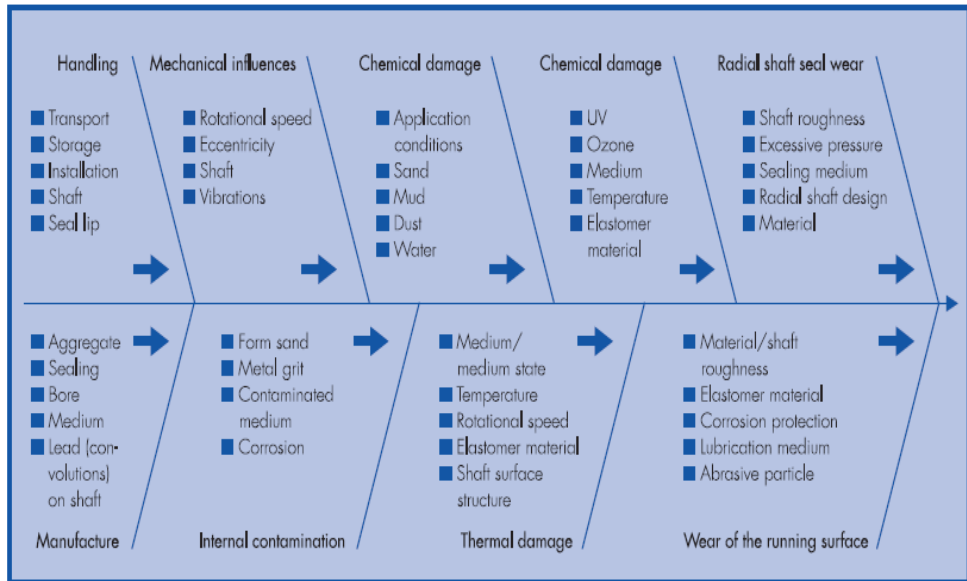 Handling
Transport
Storage
Installation
Shaft
Seal lip
Mechanical influences
Rotational speed
Eccentricity
Shaft
Vibrations
Chemical damage
Application
conditions
Sand
Mud
Dust
Water
Chemical damage
UV
Ozone
Medium
Temperature
Elastomer
material
Radial shaft seal wear
Shaft roughness
Excessive pressure
Sealing medium
Radial shaft design
Material
Aggregate
Sealing
Bore
Medium
Lead (con-
volutions)
on shaft
Manufacture
Form sand
Metal grit
Contaminated
medium
Corrosion
Internal contamination
Medium/
medium state
Temperature
Rotational speed
Elastomer material
Shaft surface
structure
Thermal damage
Material/shaft
roughness
Elastomer material
Corrosion protection
Lubrication medium
Abrasive particle
Wear of the running surface